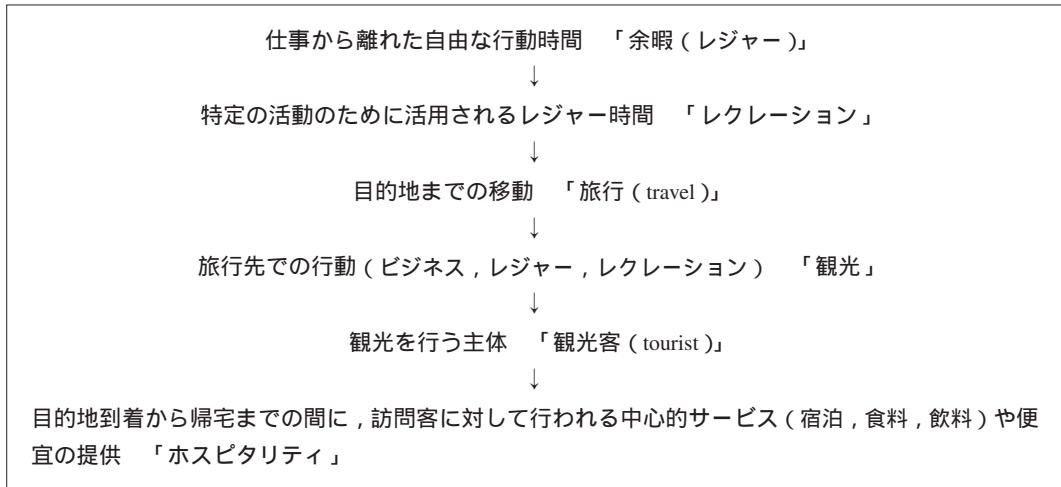 仕事から離れた自由な行動時間　「余暇（レジャー）」
↓
特定の活動のために活用されるレジャー時間　「レクレーション」
↓
目的地までの移動　「旅行（travel）」
↓
旅行先での行動（ビジネス，レジャー，レクレーション）　「観光」
↓
観光を行う主体　「観光客（tourist）」
↓
目的地到着から帰宅までの間に，訪問客に対して行われる中心的サービス（宿泊，食料，飲料）や便
宜の提供　「ホスピタリティ」